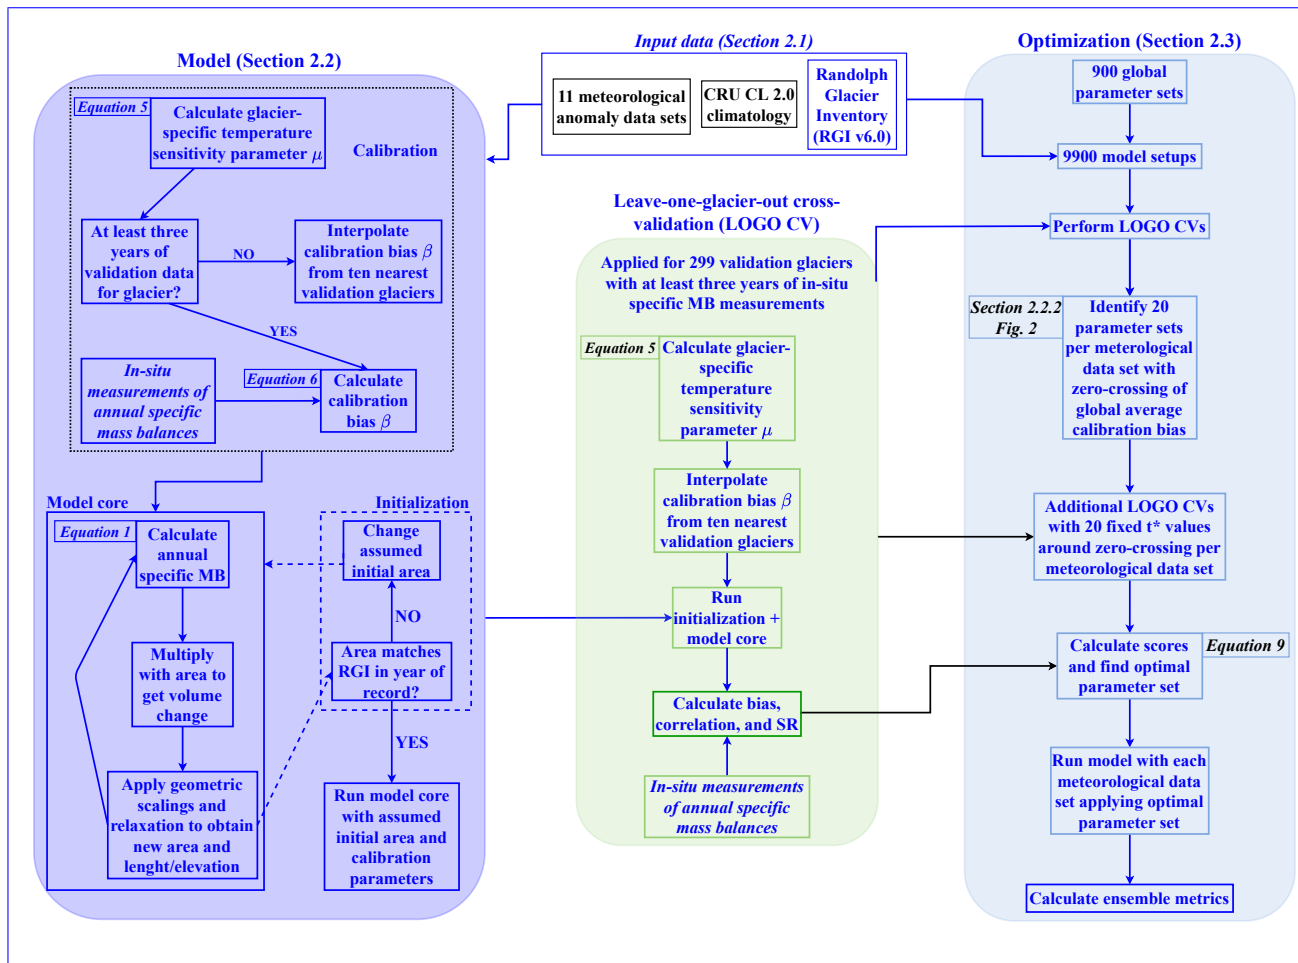 Model (Section 2.2)
Equation 5
Calculate glacier-
specific temperature
sensitivity parameter μ
Calibration
At least three
years of
validation data
for glacier?
NO
Interpolate
calibration bias β
from ten nearest
validation glaciers
YES
In-situ
measurements of
annual specific
mass balances
Equation 6
Calculate
calibration
bias β
Model core
Equation 1
Calculate
annual
specific MB
Multiply
with area to
get volume
change
Apply geometric
scalings and
relaxation to obtain
new area and
lenght/elevation
Initialization
Change
assumed
initial area
NO
Area matches
RGI in year of
record?
YES
Run model core
with assumed
initial area and
calibration
parameters
Input data (Section 2.1)
11 meteorological
anomaly data sets
CRU CL 2.0
climatology
Randolph
Glacier
Inventory
(RGI v6.0)
Leave-one-glacier-out cross-
validation (LOGO CV)
Applied for 299 validation glaciers
with at least three years of in-situ
specific MB measurements
Equation 5
Calculate glacier-
specific
temperature
sensitivity
parameter μ
Interpolate
calibration bias β
from ten nearest
validation glaciers
Run
initialization +
model core
Calculate bias,
correlation, and SR
In-situ measurements
of annual specific
mass balances
Optimization (Section 2.3)
900 global
parameter sets
9900 model setups
Perform LOGO CVs
Section 2.2.2
Fig. 2
Identify 20
parameter sets
per meterological
data set with
zero-crossing of
global average
calibration bias
Additional LOGO CVs
with 20 fixed t* values
around zero-crossing per
meteorological data set
Calculate scores
and find optimal
parameter set
Equation 9
Run model with each
meteorological data
set applying optimal
parameter set
Calculate ensemble metrics